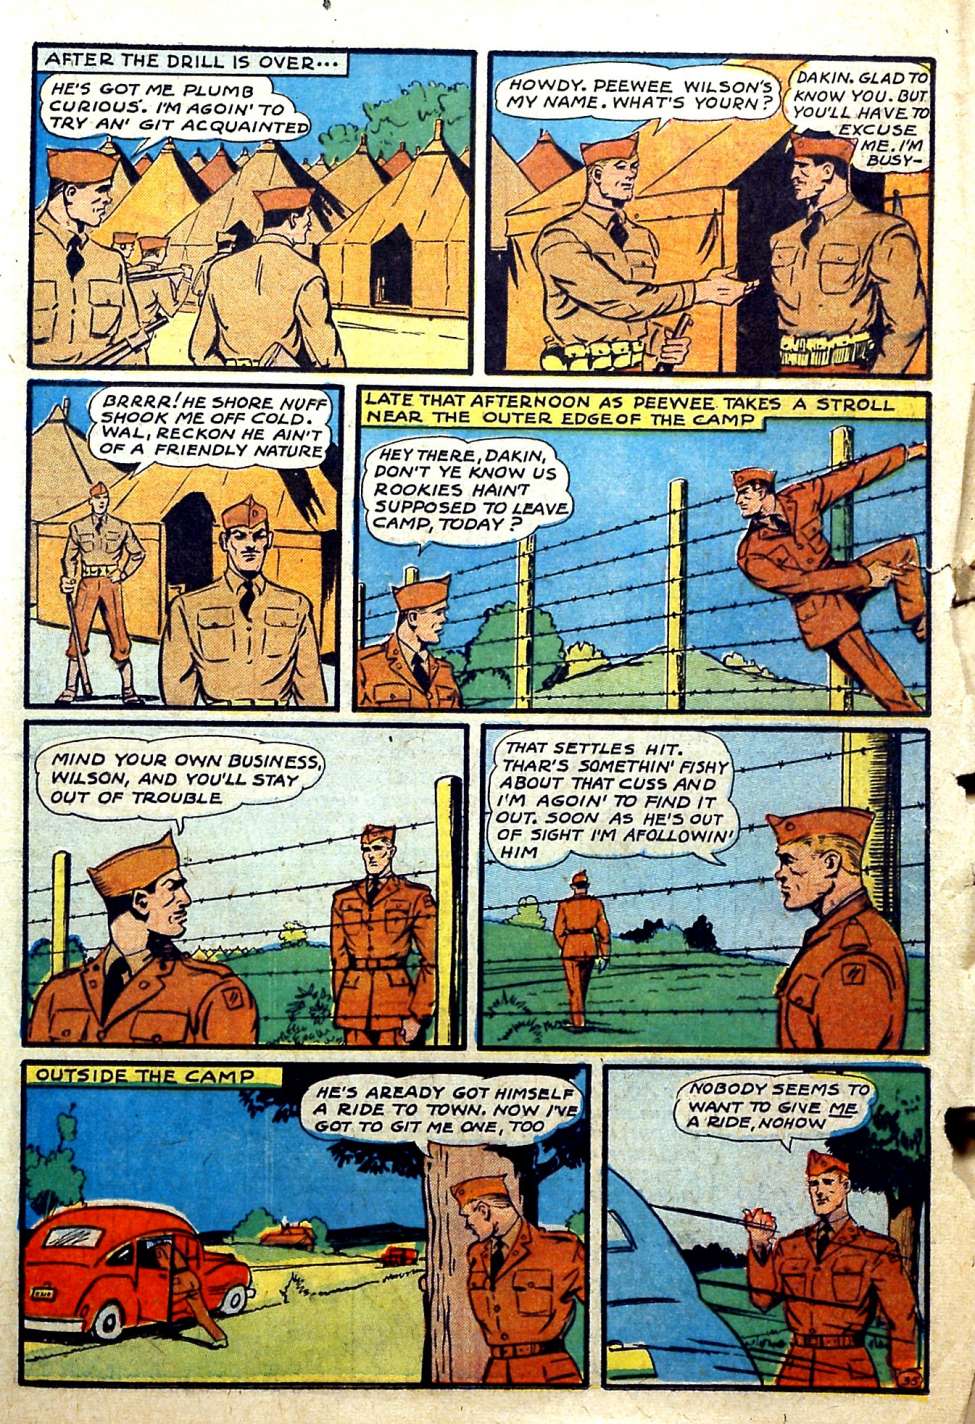 AFTER THE DRILL IS OVER...
HE'S GOT ME PLUMB
CURIOUS. I'M AGOIN' TO
TRY AN' GIT ACQUAINTED
HOWDY. PEEWEE WILSON'S
MY NAME. WHAT'S YOURN?
DAKIN. GLAD TO
KNOW YOU. BUT
YOU'LL HAVE TO
EXCUSE
ME. I'M
BUSY-
BRRRR! HE SHORE NUFF
SHOOK ME OFF COLD.
WAL, RECKON HE AIN'T
OF A FRIENDLY NATURE
LATE THAT AFTERNOON AS PEEWEE TAKES A STROLL
NEAR THE OUTER EDGE OF THE CAMP
HEY THERE, DAKIN,
DON'T YE KNOW US
ROOKIES HAIN'T
SUPPOSED TO LEAVE
CAMP, TODAY?
MIND YOUR OWN BUSINESS,
WILSON, AND YOU'LL STAY
OUT OF TROUBLE
THAT SETTLES HIT.
THAR'S SOMETHIN' FISHY
ABOUT THAT CUSS AND
I'M AGOIN' TO FIND IT
OUT. SOON AS HE'S OUT
OF SIGHT I'M AFOLLOWIN'
HIM
OUTSIDE THE CAMP
HE'S AREADY GOT HIMSELF
A RIDE TO TOWN. NOW I'VE
GOT TO GIT ME ONE, TOO
NOBODY SEEMS TO
WANT TO GIVE ME
A RIDE, NOHOW
35